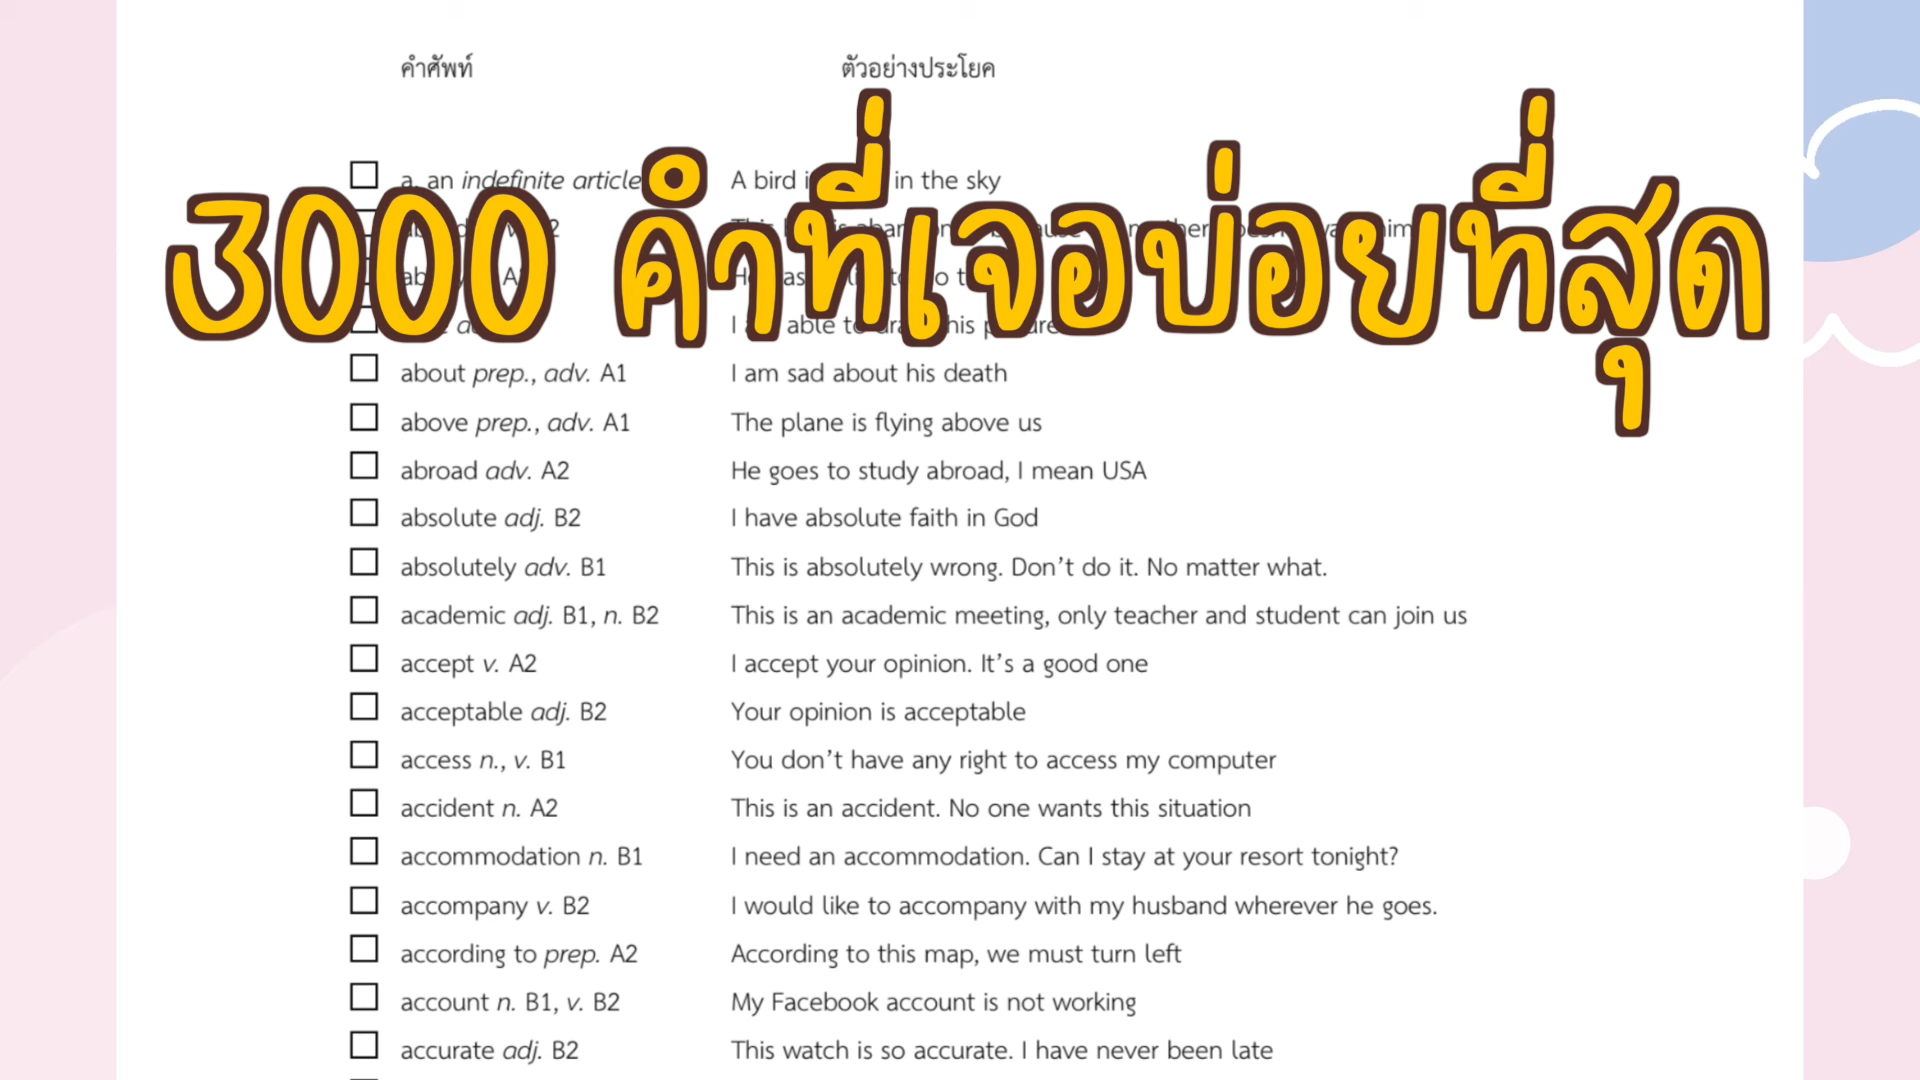 คำศัพท์ ตัวอย่างประโยค
3000 คำที่เจอบ่อยที่สุด
a, an indefinite article A bird in the sky
able to this
about prep., adv. A1 I am sad about his death
above prep., adv. A1 The plane is flying above us
abroad adv. A2 He goes to study abroad, I mean USA
absolute adj. B2 I have absolute faith in God
absolutely adv. B1 This is absolutely wrong. Don't do it. No matter what.
academic adj. B1, n. B2 This is an academic meeting, only teacher and student can join us
accept v. A2 I accept your opinion. It's a good one
acceptable adj. B2 Your opinion is acceptable
access n., v. B1 You don't have any right to access my computer
accident n. A2 This is an accident. No one wants this situation
accommodation n. B1 I need an accommodation. Can I stay at your resort tonight?
accompany v. B2 I would like to accompany with my husband wherever he goes.
according to prep. A2 According to this map, we must turn left
account n. B1, v. B2 My Facebook account is not working
accurate adj. B2 This watch is so accurate. I have never been late